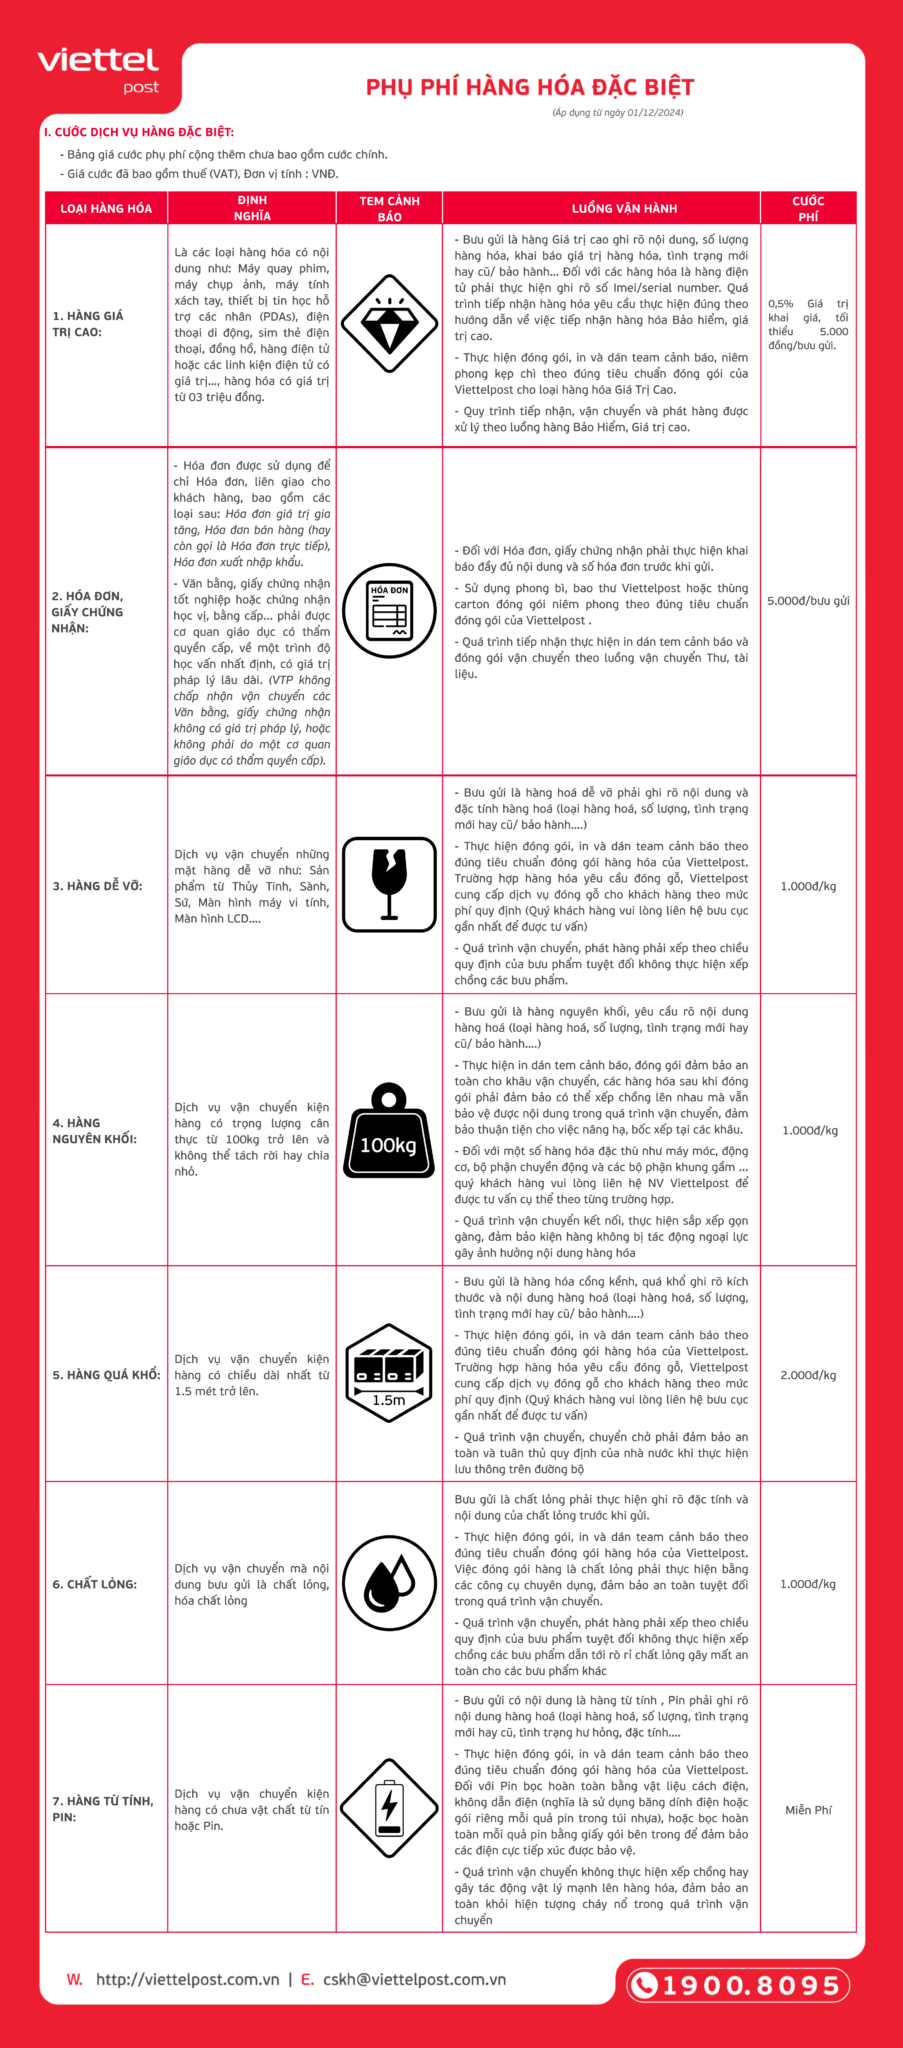 viettel
post
PHỤ PHÍ HÀNG HÓA ĐẶC BIỆT
(Áp dụng từ ngày 01/12/2024)
I. CƯỚC DỊCH VỤ HÀNG ĐẶC BIỆT:
- Bảng giá cước phụ phí cộng thêm chưa bao gồm cước chính.
- Giá cước đã bao gồm thuế (VAT), Đơn vị tính : VNĐ.
LOẠI HÀNG HÓA
ĐỊNH
NGHĨA
TEM CẢNH
BÁO
LUỒNG VẬN HÀNH
CƯỚC
PHÍ
1. HÀNG GIÁ
TRỊ CAO:
Là các loại hàng hóa có nội
dung như: Máy quay phim,
máy chụp ảnh, máy tính
xách tay, thiết bị tin học hỗ
trợ các nhân (PDAs), điện
thoại di động, sim thẻ điện
thoại, đồng hồ, hàng điện tử
hoặc các linh kiện điện tử có
giá trị..., hàng hóa có giá trị
từ 03 triệu đồng.
- Bưu gửi là hàng Giá trị cao ghi rõ nội dung, số lượng
hàng hóa, khai báo giá trị hàng hóa, tình trạng mới
hay cũ/ bảo hành... Đối với các hàng hóa là hàng điện
tử phải thực hiện ghi rõ số Imei/serial number. Quá
trình tiếp nhận hàng hóa yêu cầu thực hiện đúng theo
hướng dẫn về việc tiếp nhận hàng hóa Bảo hiểm, giá
trị cao.
- Thực hiện đóng gói, in và dán team cảnh báo, niêm
phong kẹp chì theo đúng tiêu chuẩn đóng gói của
Viettelpost cho loại hàng hóa Giá Trị Cao.
- Quy trình tiếp nhận, vận chuyển và phát hàng được
xử lý theo luồng hàng Bảo Hiểm, Giá trị cao.
0,5% Giá trị
khai giá, tối
thiểu 5.000
đồng/bưu gửi.
2. HÓA ĐƠN,
GIẤY CHỨNG
NHẬN:
- Hóa đơn được sử dụng để
chỉ Hóa đơn, liên giao cho
khách hàng, bao gồm các
loại sau: Hóa đơn giá trị gia
tăng, Hóa đơn bán hàng (hay
còn gọi là Hóa đơn trực tiếp),
Hóa đơn xuất nhập khẩu.
- Văn bằng, giấy chứng nhận
tốt nghiệp hoặc chứng nhận
học vị, bằng cấp... phải được
cơ quan giáo dục có thẩm
quyền cấp, về một trình độ
học vấn nhất định, có giá trị
pháp lý lâu dài. (VTP không
chấp nhận vận chuyển các
Văn bằng, giấy chứng nhận
không có giá trị pháp lý, hoặc
không phải do một cơ quan
giáo dục có thẩm quyền cấp).
HÓA ĐƠN
- Đối với Hóa đơn, giấy chứng nhận phải thực hiện khai
báo đầy đủ nội dung và số hóa đơn trước khi gửi.
- Sử dụng phong bì, bao thư Viettelpost hoặc thùng
carton đóng gói niêm phong theo đúng tiêu chuẩn
đóng gói của Viettelpost .
- Quá trình tiếp nhận thực hiện in dán tem cảnh báo và
đóng gói vận chuyển theo luồng vận chuyển Thư, tài
liệu.
5.000đ/bưu gửi
3. HÀNG DỄ VỠ:
Dịch vụ vận chuyển những
mặt hàng dễ vỡ như: Sản
phẩm từ Thủy Tinh, Sành,
Sứ, Màn hình máy vi tính,
Màn hình LCD....
- Bưu gửi là hàng hoá dễ vỡ phải ghi rõ nội dung và
đặc tính hàng hoá (loại hàng hoá, số lượng, tình trạng
mới hay cũ/ bảo hành....)
- Thực hiện đóng gói, in và dán team cảnh báo theo
đúng tiêu chuẩn đóng gói hàng hóa của Viettelpost.
Trường hợp hàng hóa yêu cầu đóng gỗ, Viettelpost
cung cấp dịch vụ đóng gỗ cho khách hàng theo mức
phí quy định (Quý khách hàng vui lòng liên hệ bưu cục
gần nhất để được tư vấn)
- Quá trình vận chuyển, phát hàng phải xếp theo chiều
quy định của bưu phẩm tuyệt đối không thực hiện xếp
chồng các bưu phẩm.
1.000đ/kg
4. HÀNG
NGUYÊN KHỐI:
Dịch vụ vận chuyển kiện
hàng có trọng lượng cân
thực từ 100kg trở lên và
không thể tách rời hay chia
nhỏ.
100kg
- Bưu gửi là hàng nguyên khối, yêu cầu rõ nội dung
hàng hoá (loại hàng hoá, số lượng, tình trạng mới hay
cũ/ bảo hành....)
- Thực hiện in dán tem cảnh báo, đóng gói đảm bảo an
toàn cho khâu vận chuyển, các hàng hóa sau khi đóng
gói phải đảm bảo có thể xếp chồng lên nhau mà vẫn
bảo vệ được nội dung trong quá trình vận chuyển, đảm
bảo thuận tiện cho việc nâng hạ, bốc xếp tại các khâu.
- Đối với một số hàng hóa đặc thù như máy móc, động
cơ, bộ phận chuyển động và các bộ phận khung gầm ...
quý khách hàng vui lòng liên hệ NV Viettelpost để
được tư vấn cụ thể theo từng trường hợp.
- Quá trình vận chuyển kết nối, thực hiện sắp xếp gọn
gàng, đảm bảo kiện hàng không bị tác động ngoại lực
gây ảnh hưởng nội dung hàng hóa
1.000đ/kg
5. HÀNG QUÁ KHỔ:
Dịch vụ vận chuyển kiện
hàng có chiều dài nhất từ
1.5 mét trở lên.
1.5m
- Bưu gửi là hàng hóa cồng kềnh, quá khổ ghi rõ kích
thước và nội dung hàng hoá (loại hàng hoá, số lượng,
tình trạng mới hay cũ/ bảo hành....)
- Thực hiện đóng gói, in và dán team cảnh báo theo
đúng tiêu chuẩn đóng gói hàng hóa của Viettelpost.
Trường hợp hàng hóa yêu cầu đóng gỗ, Viettelpost
cung cấp dịch vụ đóng gỗ cho khách hàng theo mức
phí quy định (Quý khách hàng vui lòng liên hệ bưu cục
gần nhất để được tư vấn)
- Quá trình vận chuyển, chuyển chở phải đảm bảo an
toàn và tuân thủ quy định của nhà nước khi thực hiện
lưu thông trên đường bộ
2.000đ/kg
6. CHẤT LỎNG:
Dịch vụ vận chuyển mà nội
dung bưu gửi là chất lỏng,
hóa chất lỏng
Bưu gửi là chất lỏng phải thực hiện ghi rõ đặc tính và
nội dung của chất lỏng trước khi gửi.
- Thực hiện đóng gói, in và dán team cảnh báo theo
đúng tiêu chuẩn đóng gói hàng hóa của Viettelpost.
Việc đóng gói hàng là chất lỏng phải thực hiện bằng
các công cụ chuyên dụng, đảm bảo an toàn tuyệt đối
trong quá trình vận chuyển.
- Quá trình vận chuyển, phát hàng phải xếp theo chiều
quy định của bưu phẩm tuyệt đối không thực hiện xếp
chồng các bưu phẩm dẫn tới rò rỉ chất lỏng gây mất an
toàn cho các bưu phẩm khác
1.000đ/kg
7. HÀNG TỪ TÍNH,
PIN:
Dịch vụ vận chuyển kiện
hàng có chưa vật chất từ tín
hoặc Pin.
- Bưu gửi có nội dung là hàng từ tính , Pin phải ghi rõ
nội dung hàng hoá (loại hàng hoá, số lượng, tình trạng
mới hay cũ, tình trạng hư hỏng, đặc tính....
- Thực hiện đóng gói, in và dán team cảnh báo theo
đúng tiêu chuẩn đóng gói hàng hóa của Viettelpost.
Đối với Pin bọc hoàn toàn bằng vật liệu cách điện,
không dẫn điện (nghĩa là sử dụng băng dính điện hoặc
gói riêng mỗi quả pin trong túi nhựa), hoặc bọc hoàn
toàn mỗi quả pin bằng giấy gói bên trong để đảm bảo
các điện cực tiếp xúc được bảo vệ.
- Quá trình vận chuyển không thực hiện xếp chồng hay
gây tác động vật lý mạnh lên hàng hóa, đảm bảo an
toàn khỏi hiện tượng cháy nổ trong quá trình vận
chuyển
Miễn Phí
W. http://viettelpost.com.vn | E. cskh@viettelpost.com.vn
1900.8095